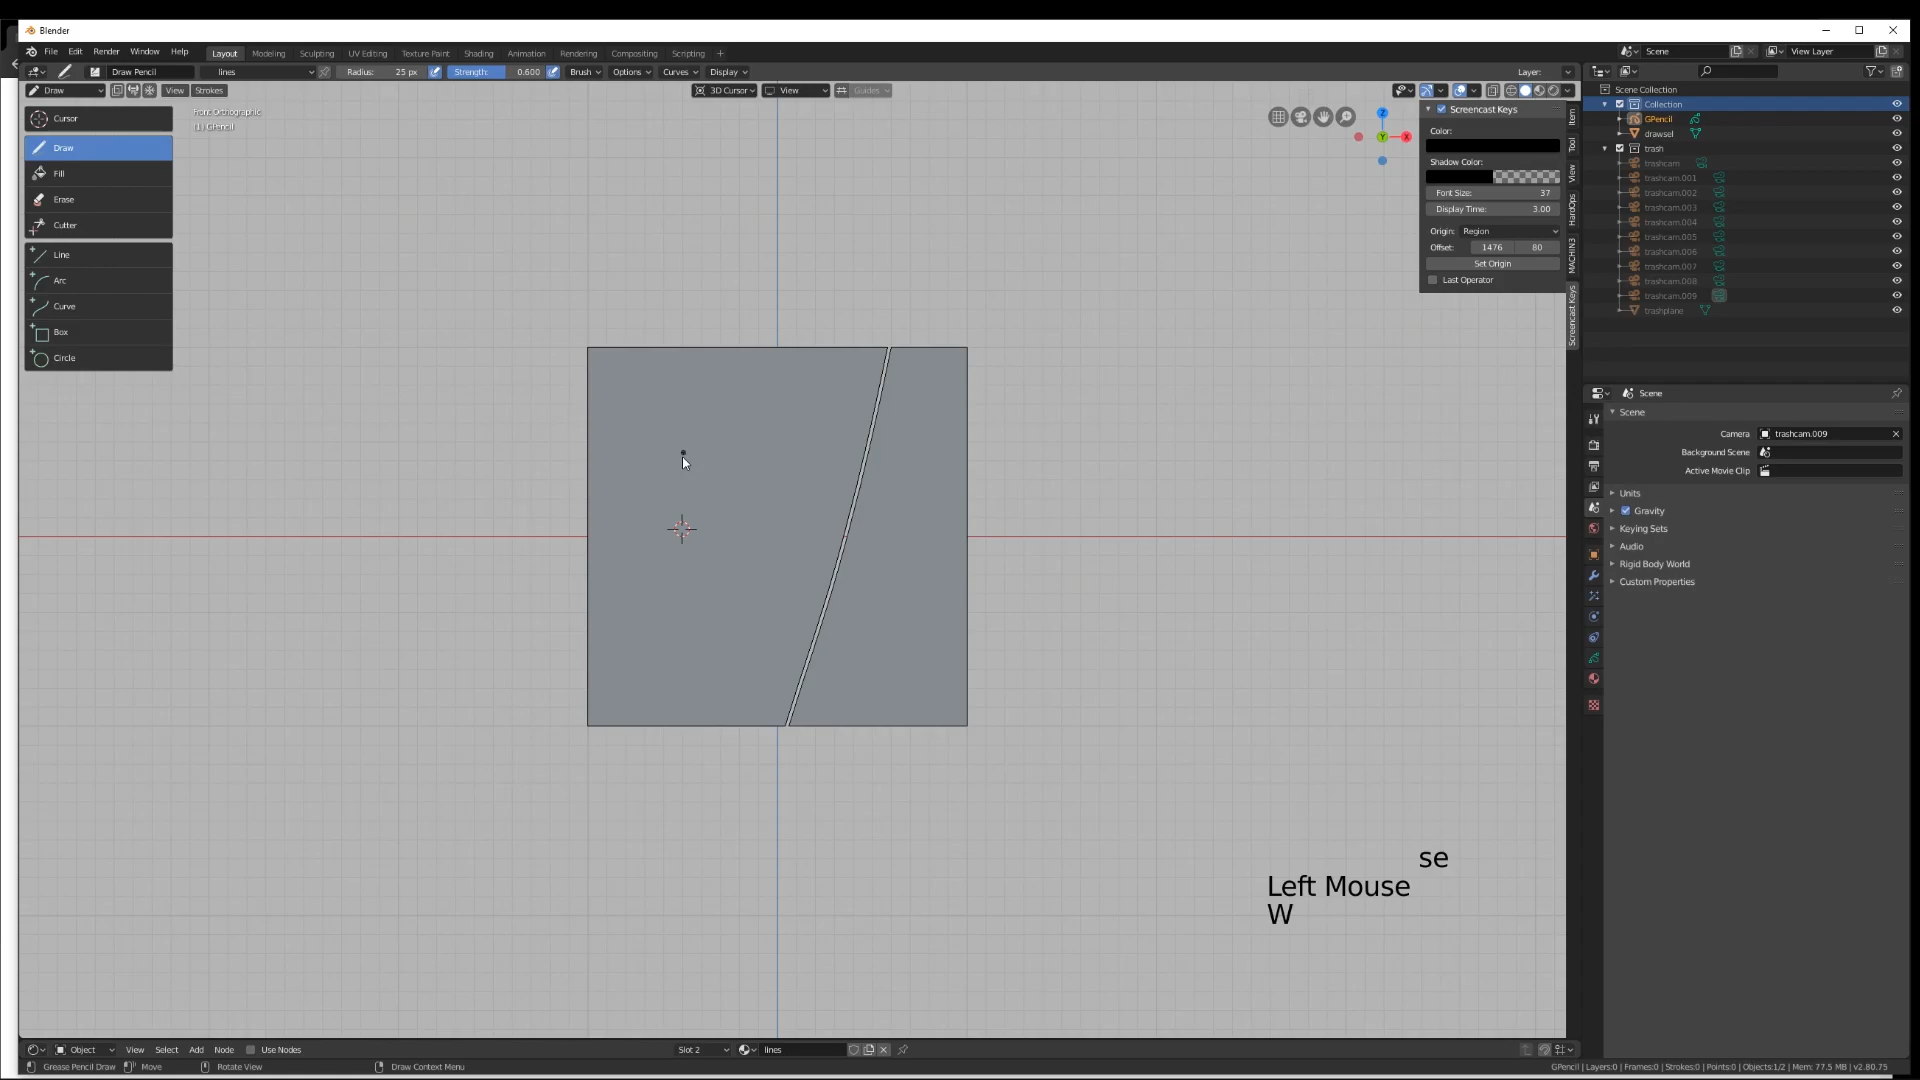 Blender
File Edit Render Window Help
Layout Modeling Sculpting UV Editing Texture Paint Shading Animation Rendering Compositing Scripting +
Scene View Layer
Draw Pencil lines Radius: 25 px Strength: 0.600 Brush Options Curves Display Layer:
Draw View Strokes 3D Cursor View Guides
Front Orthographic
(1) GPencil
Cursor
Draw
Fill
Erase
Cutter
Line
Arc
Curve
Box
Circle
Z
Y
X
Screencast Keys
Color:
Shadow Color:
Font Size: 37
Display Time: 3.00
Origin: Region
Offset: 1476 80
Set Origin
Last Operator
Item
Tool
View
HardOps
MACHIN3
Screencast Keys
Scene Collection
Collection
GPencil
drawsel
trash
trashcam
trashcam.001
trashcam.002
trashcam.003
trashcam.004
trashcam.005
trashcam.006
trashcam.007
trashcam.008
trashcam.009
trashplane
Scene
Scene
Camera trashcam.009
Background Scene
Active Movie Clip
Units
Gravity
Keying Sets
Audio
Rigid Body World
Custom Properties
se
Left Mouse
W
Object View Select Add Node Use Nodes Slot 2 lines
Grease Pencil Draw Move Rotate View Draw Context Menu
GPencil | Layers:0 | Frames:0 | Strokes:0 | Points:0 | Objects:1/2 | Mem: 77.5 MB | v2.80.75